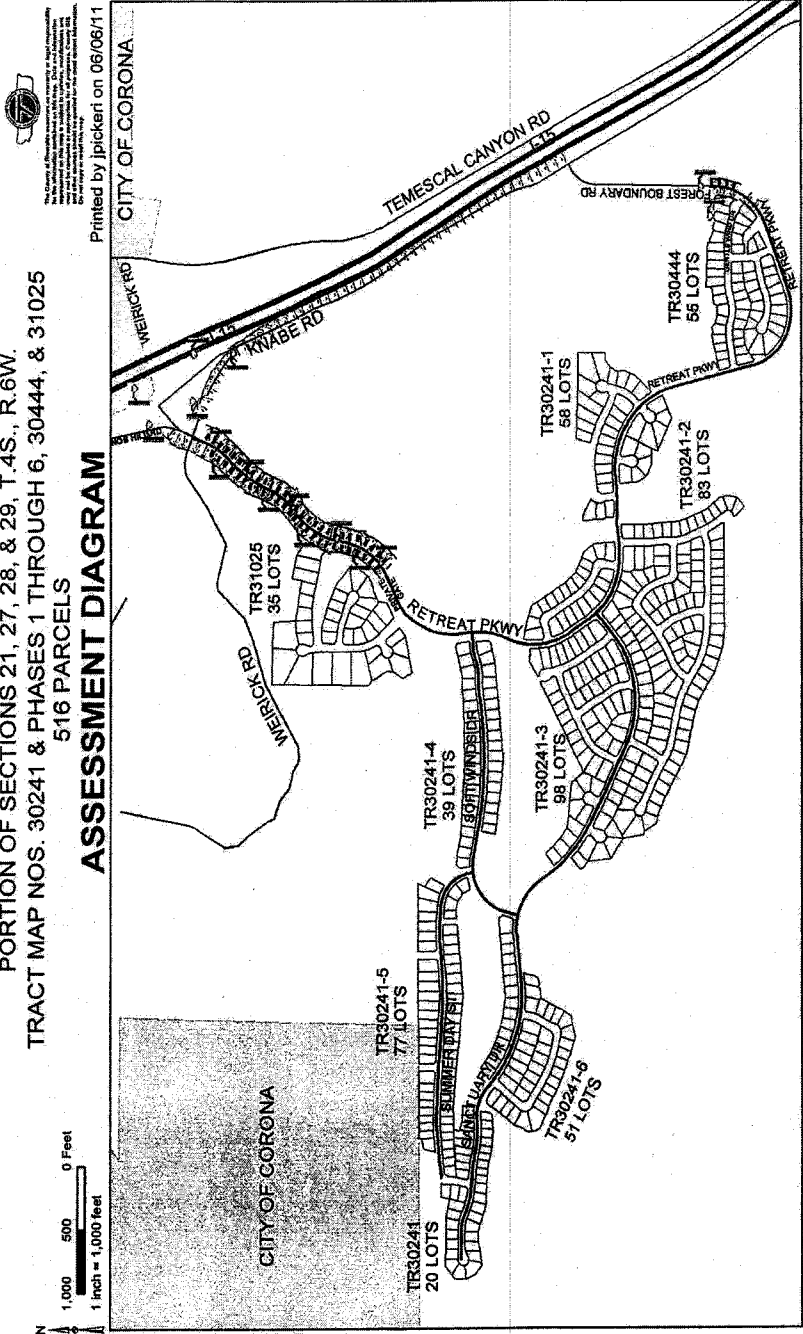 PORTION OF SECTIONS 21, 27, 28, & 29, T.4S., R.6W.
TRACT MAP NOS. 30241 & PHASES 1 THROUGH 6, 30444, & 31025
516 PARCELS
ASSESSMENT DIAGRAM
N
1,000 500 0 Feet
1 inch = 1,000 feet
Printed by jpickeri on 06/06/11
CITY OF CORONA
WEIRICK RD
I-15
KNABE RD
TEMESCAL CANYON RD
I-15
FOREST BOUNDARY RD
TR31025
35 LOTS
WEIRICK RD
RETREAT PKWY
TR30444
55 LOTS
RETREAT PKWY
RETREAT PKWY
TR30241-1
58 LOTS
TR30241-2
83 LOTS
TR30241-3
98 LOTS
TR30241-4
39 LOTS
SOFTWIND DR
TR30241-5
77 LOTS
SUMMER DAY ST
SANCTUARY DR
TR30241-6
51 LOTS
TR30241
20 LOTS
CITY OF CORONA